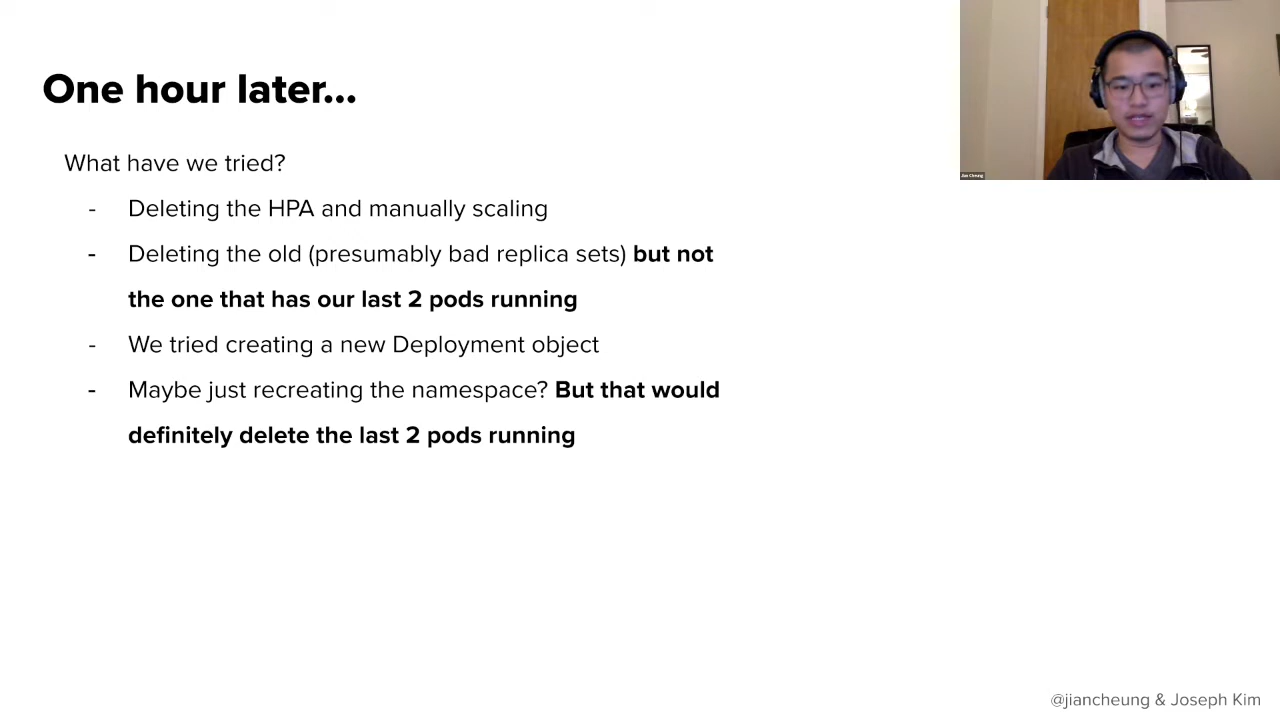 One hour later...
What have we tried?
- Deleting the HPA and manually scaling
- Deleting the old (presumably bad replica sets) but not
the one that has our last 2 pods running
- We tried creating a new Deployment object
- Maybe just recreating the namespace? But that would
definitely delete the last 2 pods running
Jian Cheung
@jiancheung & Joseph Kim